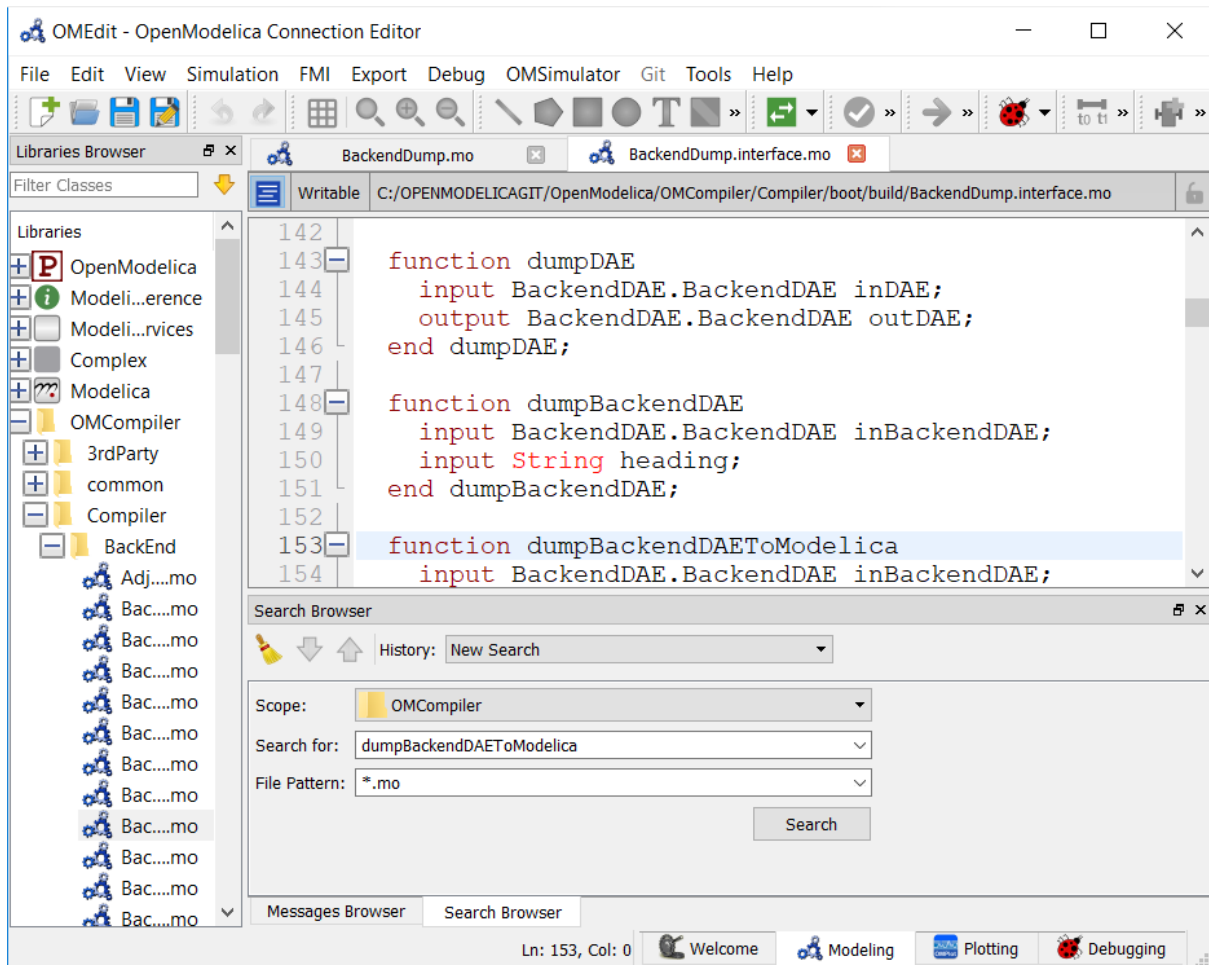 OMEdit - OpenModelica Connection Editor
File Edit View Simulation FMI Export Debug OMSimulator Git Tools Help
T » » » to t1 » »
Libraries Browser
BackendDump.mo
BackendDump.interface.mo
Filter Classes
Writable
C:/OPENMODELICAGIT/OpenModelica/OMCompiler/Compiler/boot/build/BackendDump.interface.mo
Libraries
P OpenModelica
i Modeli...erence
Modeli...rvices
Complex
Modelica
OMCompiler
3rdParty
common
Compiler
BackEnd
Adj....mo
Bac....mo
Bac....mo
Bac....mo
Bac....mo
Bac....mo
Bac....mo
Bac....mo
Bac....mo
Bac....mo
Bac....mo
Bac....mo
142
143 function dumpDAE
144 input BackendDAE.BackendDAE inDAE;
145 output BackendDAE.BackendDAE outDAE;
146 end dumpDAE;
147
148 function dumpBackendDAE
149 input BackendDAE.BackendDAE inBackendDAE;
150 input String heading;
151 end dumpBackendDAE;
152
153 function dumpBackendDAEToModelica
154 input BackendDAE.BackendDAE inBackendDAE;
Search Browser
History: New Search
Scope: OMCompiler
Search for: dumpBackendDAEToModelica
File Pattern: *.mo
Search
Messages Browser
Search Browser
Ln: 153, Col: 0
Welcome
Modeling
Plotting
Debugging